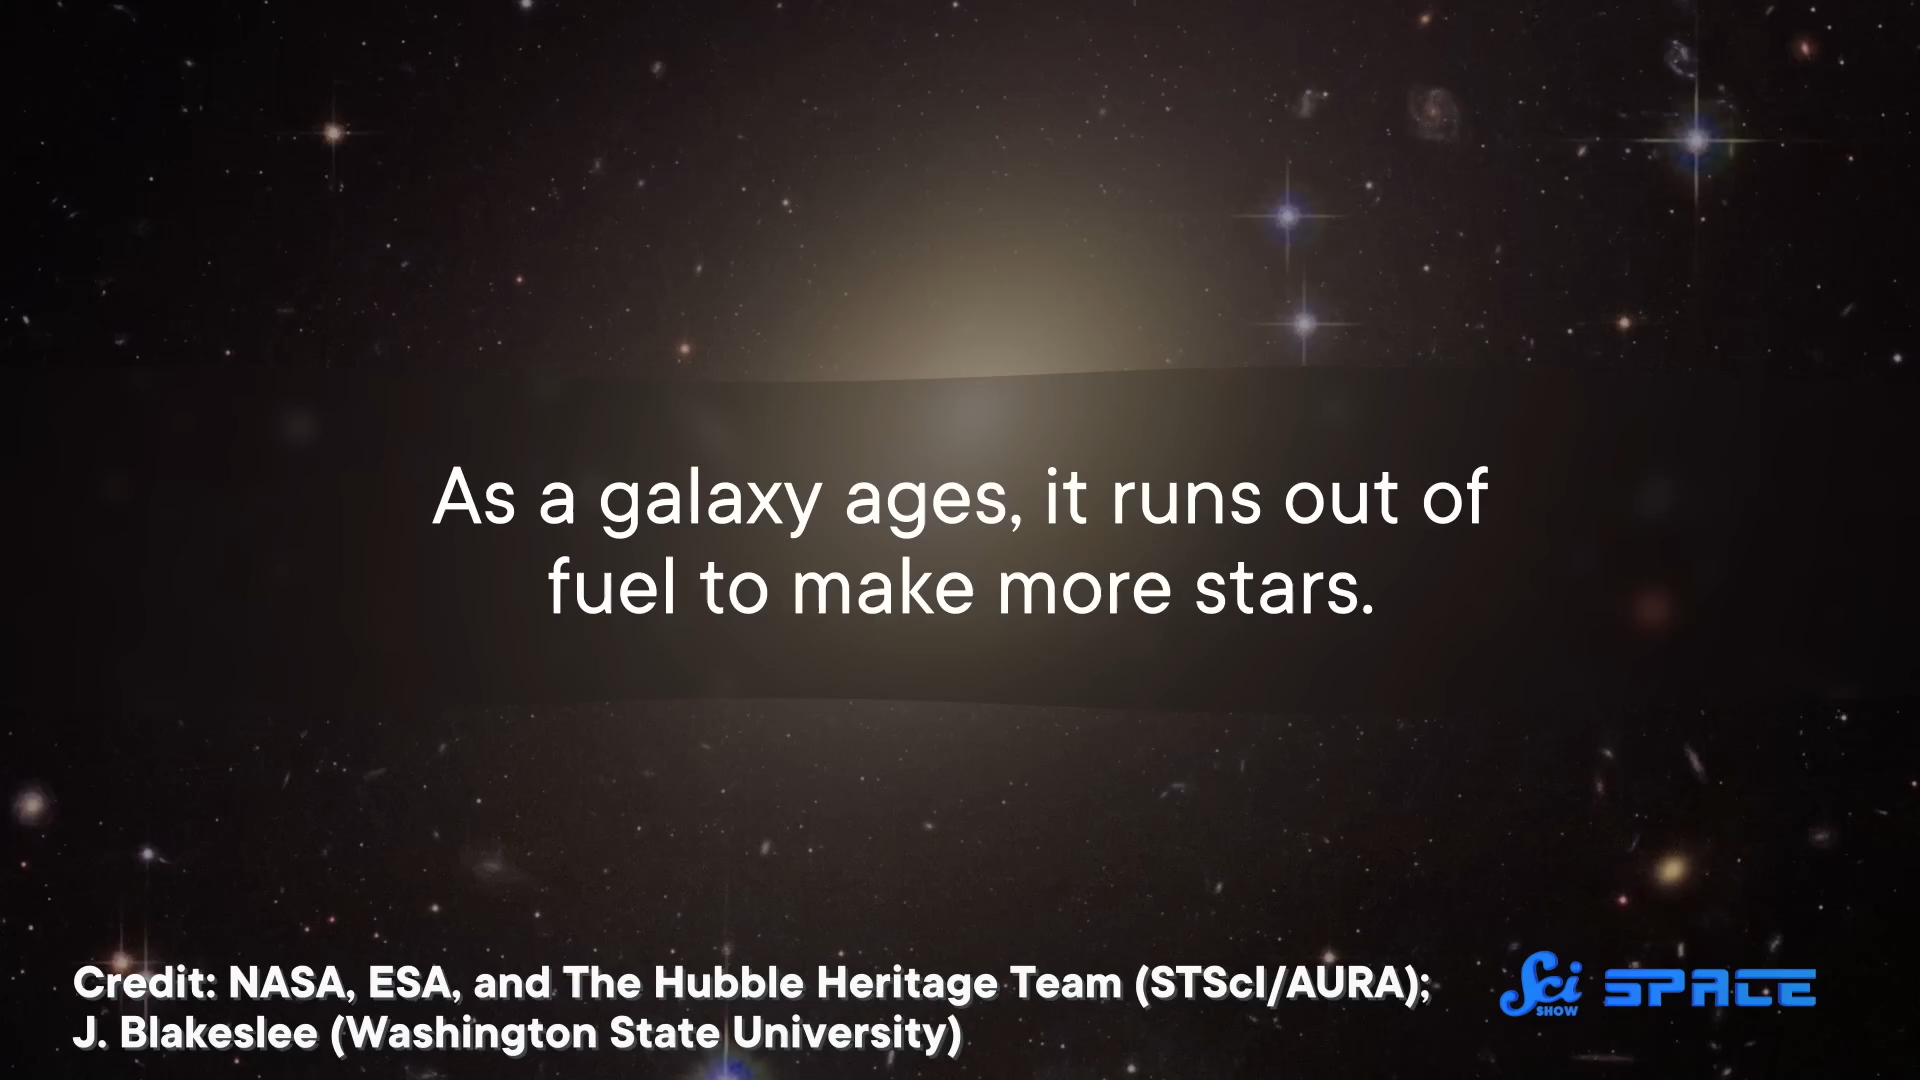 As a galaxy ages, it runs out of
fuel to make more stars.
Credit: NASA, ESA, and The Hubble Heritage Team (STScI/AURA);
J. Blakeslee (Washington State University)
Sci SHOW SPACE